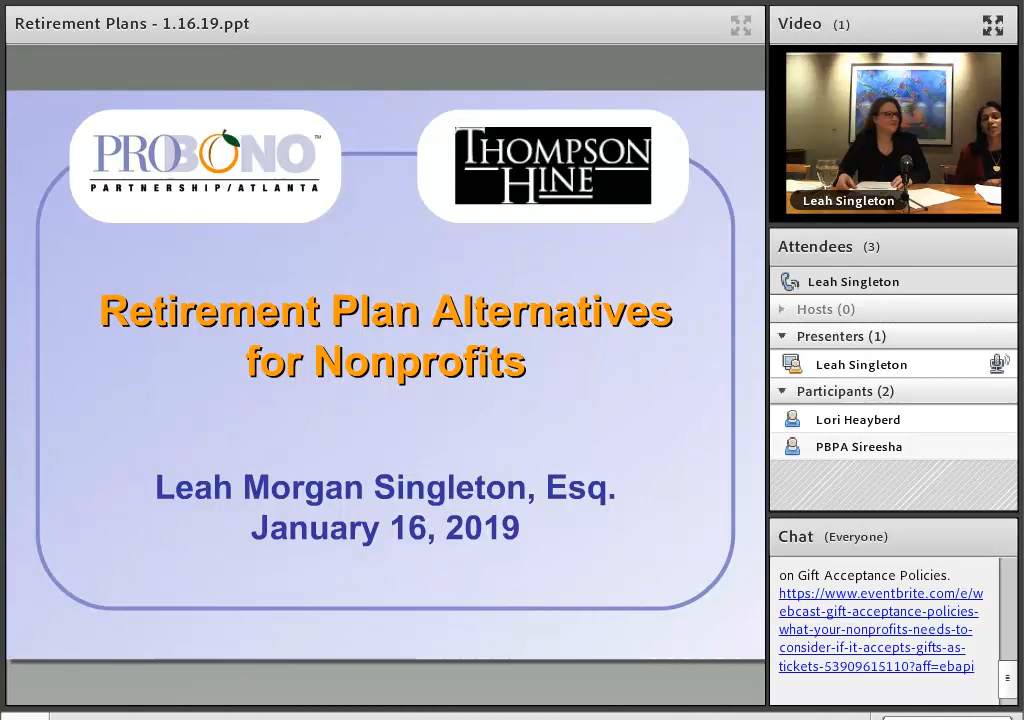 Retirement Plans - 1.16.19.ppt
PROBONO™
PARTNERSHIP/ATLANTA
THOMPSON
HINE
Retirement Plan Alternatives
for Nonprofits
Leah Morgan Singleton, Esq.
January 16, 2019
Video (1)
Leah Singleton
Attendees (3)
Leah Singleton
Hosts (0)
Presenters (1)
Leah Singleton
Participants (2)
Lori Heayberd
PBPA Sireesha
Chat (Everyone)
on Gift Acceptance Policies.
https://www.eventbrite.com/e/w
ebcast-gift-acceptance-policies-
what-your-nonprofits-needs-to-
consider-if-it-accepts-gifts-as-
tickets-53909615110?aff=ebapi